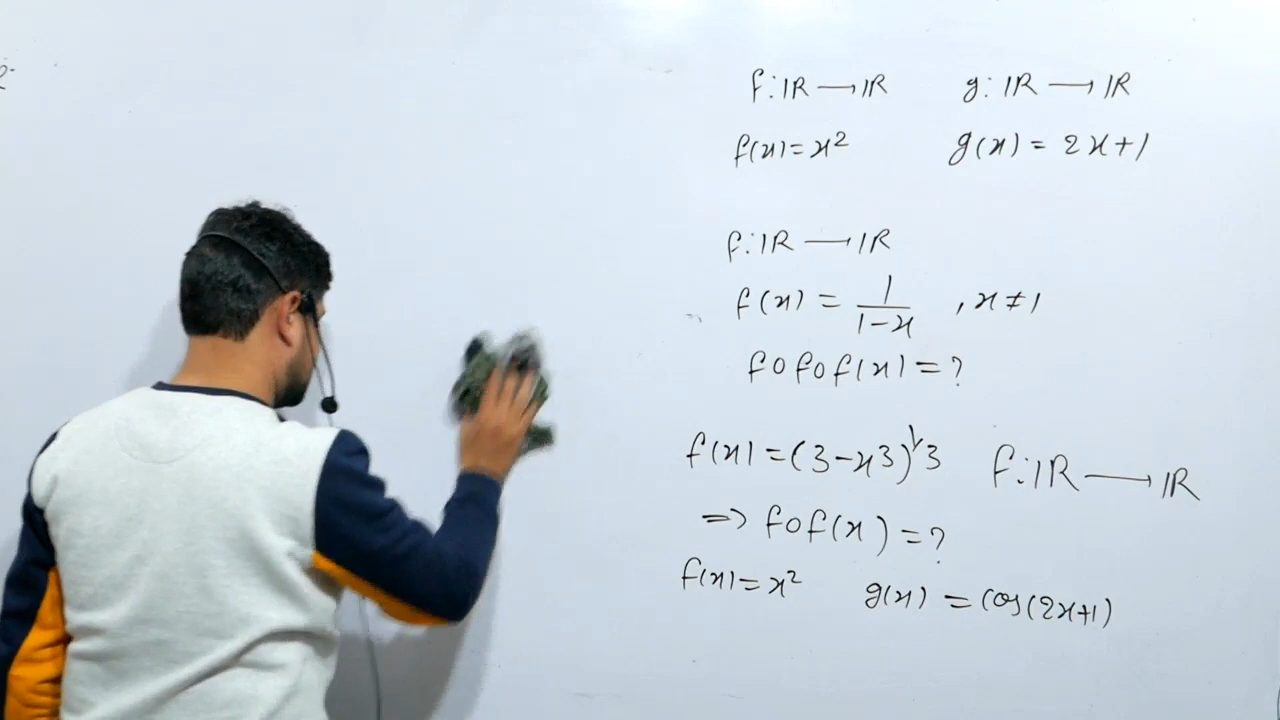 f:IR → IR g: IR → IR
f(x)=x² g(x) = 2x+1
f:IR → IR
f(x) = 1/(1-x) , x≠1
fofof(x)=?
f(x)=(3-x3)^1/3 f:IR → IR
=> fof(x)=?
f(x)=x² g(x) = cos(2x+1)